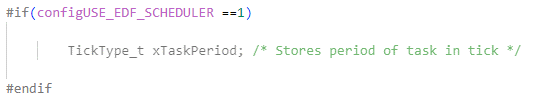 #if(configUSE_EDF_SCHEDULER ==1)
TickType_t xTaskPeriod; /* Stores period of task in tick */
#endif